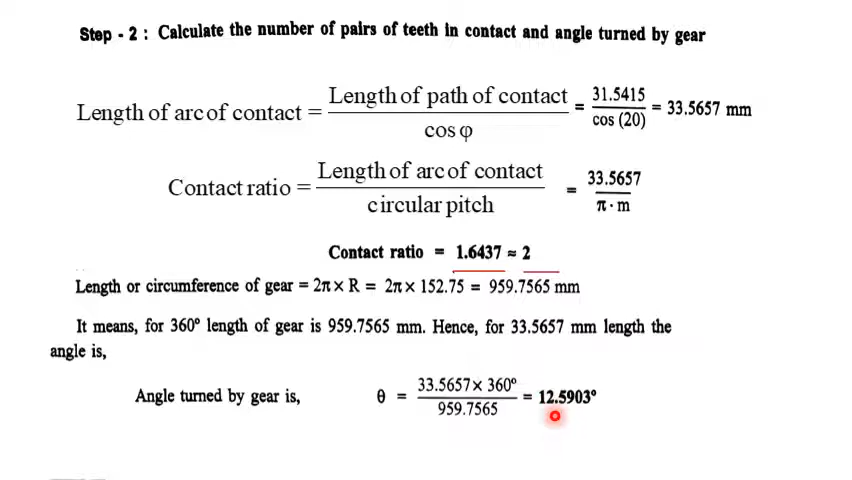 Step - 2 : Calculate the number of pairs of teeth in contact and angle turned by gear
Length of arc of contact = Length of path of contact / cos φ = 31.5415 / cos (20) = 33.5657 mm
Contact ratio = Length of arc of contact / circular pitch = 33.5657 / π · m
Contact ratio = 1.6437 ≈ 2
Length or circumference of gear = 2π × R = 2π × 152.75 = 959.7565 mm
It means, for 360° length of gear is 959.7565 mm. Hence, for 33.5657 mm length the
angle is,
Angle turned by gear is, θ = 33.5657 × 360° / 959.7565 = 12.5903°